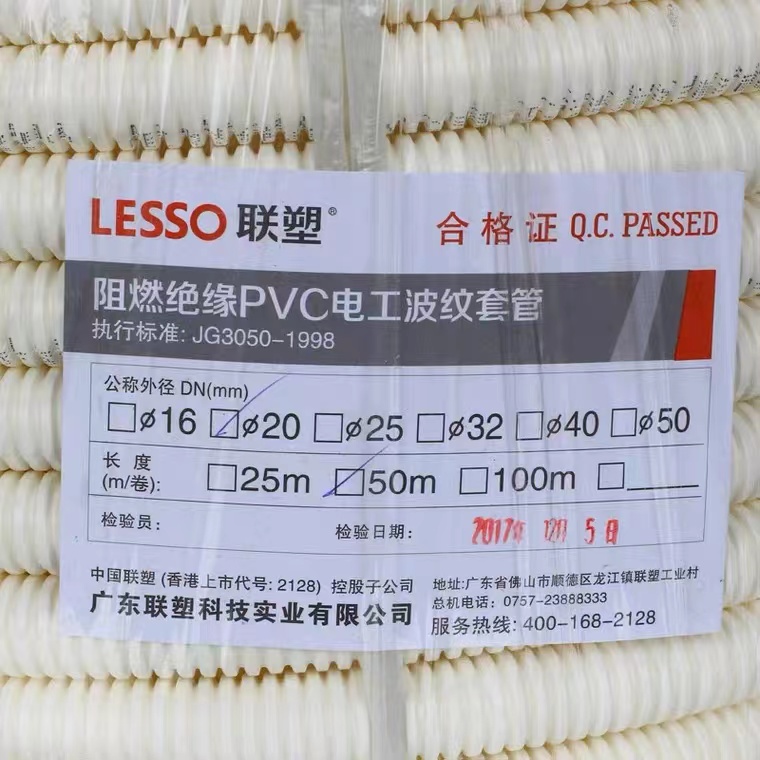 LESSO 联塑®
合格证 Q.C. PASSED
阻燃绝缘PVC电工波纹套管
执行标准: JG3050-1998
公称外径 DN(mm)
□ø16 □ø20 □ø25 □ø32 □ø40 □ø50
长 度
(m/卷): □25m □50m □100m □____
检验员: 检验日期: 2017年 12月 5日
中国联塑 (香港上市代号: 2128) 控股子公司
广东联塑科技实业有限公司
地址:广东省佛山市顺德区龙江镇联塑工业村
总机电话: 0757-23888333
服务热线: 400-168-2128